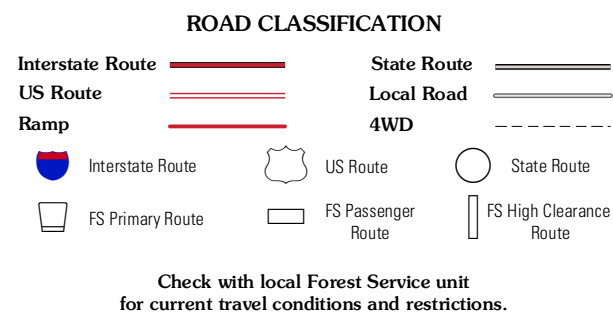 ROAD CLASSIFICATION
Interstate Route
State Route
US Route
Local Road
Ramp
4WD
Interstate Route
US Route
State Route
FS Primary Route
FS Passenger
Route
FS High Clearance
Route
Check with local Forest Service unit
for current travel conditions and restrictions.